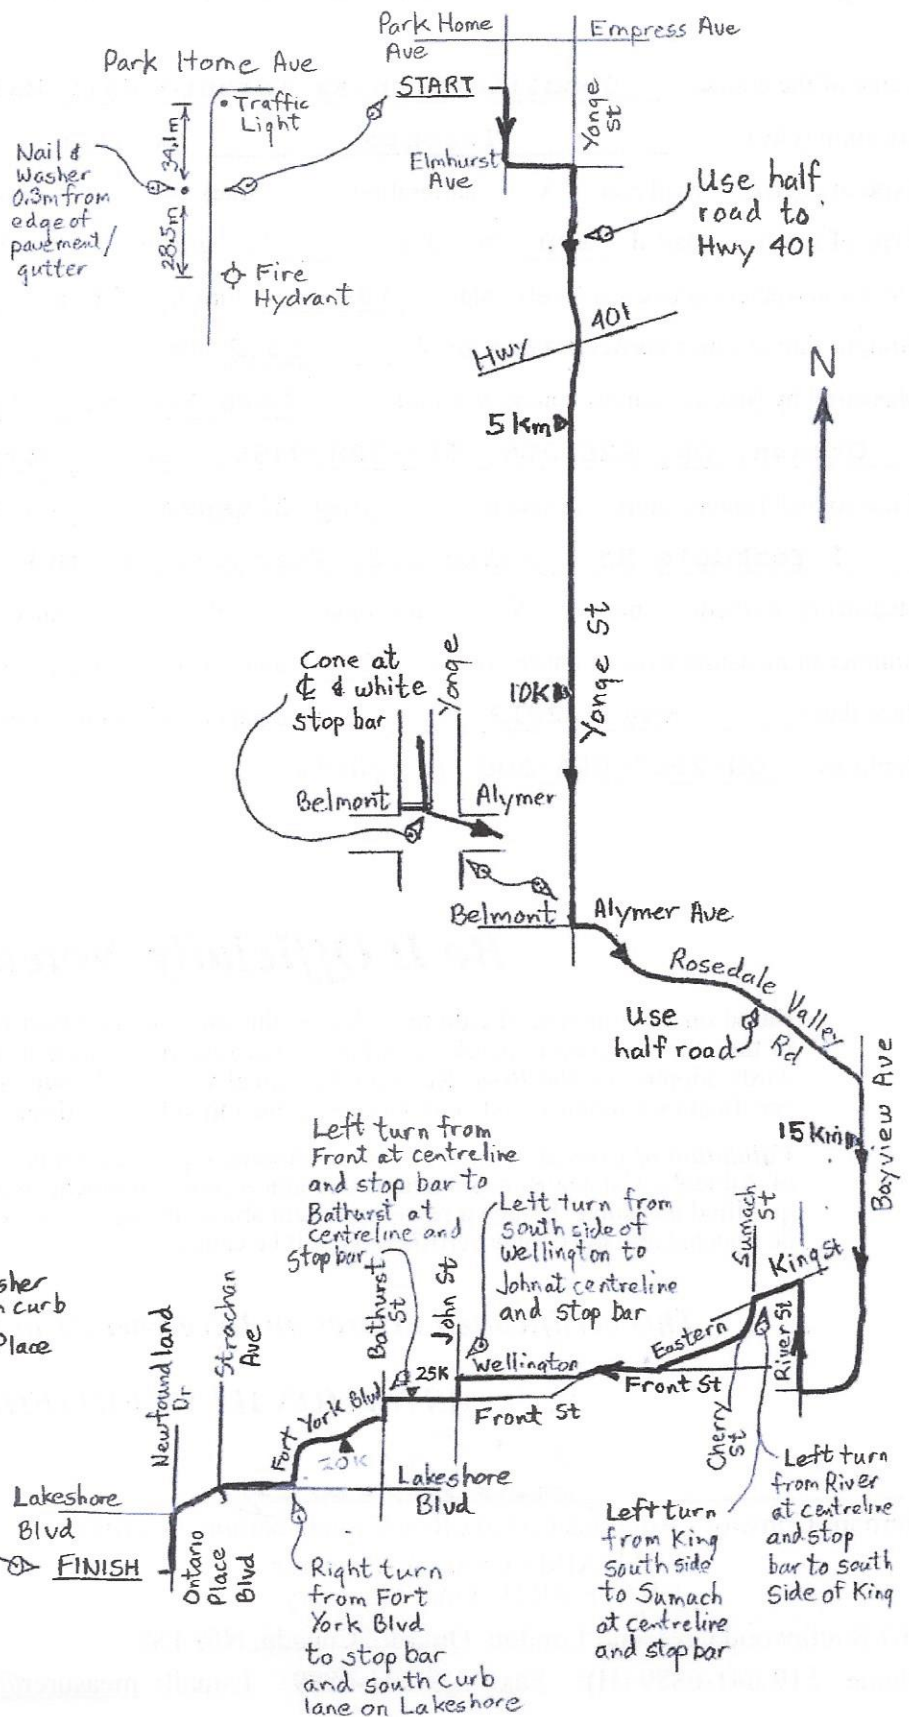 Park Home
Ave
Empress Ave
Park Home Ave
START
Traffic
Light
Yonge
St
34.1m
Nail &
washer
0.3m from
edge of
pavement/
gutter
28.5m
Fire
Hydrant
Elmhurst
Ave
Use half
road to
Hwy 401
Hwy 401
N
5 Km
Yonge St
10K
Cone at
℄ & white
stop bar
Yonge
Belmont
Alymer
Belmont
Alymer Ave
Rosedale Valley Rd
Use
half road
Bayview Ave
15Km
Left turn from
Front at centreline
and stop bar to
Bathurst at
centreline and
stop bar
Left turn from
south side of
Wellington to
John at centreline
and stop bar
Sumach
St
King St
River St
Eastern
Cherry
St
Front St
Wellington
Front St
John St
25K
Bathurst
St
Fort York Blvd
20K
sher
curb
Place
Strachan
Ave
Newfoundland
Dr
Lakeshore
Blvd
Lakeshore
Blvd
FINISH
Ontario
Place
Blvd
Right turn
from Fort
York Blvd
to stop bar
and south curb
lane on Lakeshore
Left turn
from King
South side
to Sumach
at centreline
and stop bar
Left turn
from River
at centreline
and stop
bar to south
Side of King